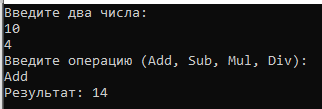 Введите два числа:
10
4
Введите операцию (Add, Sub, Mul, Div):
Add
Результат: 14